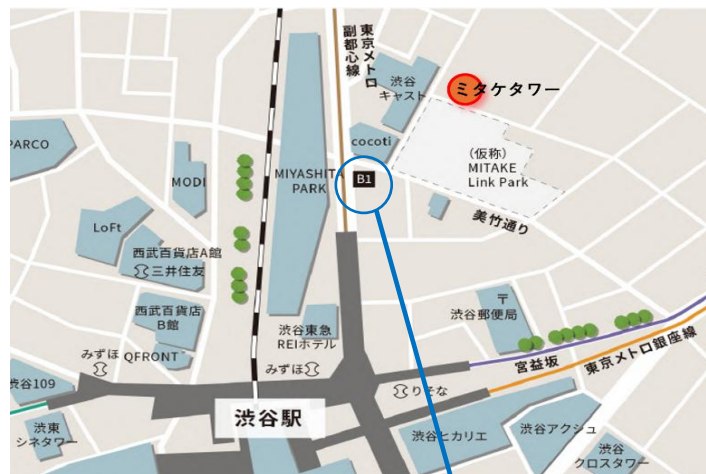 東京メトロ
副都心線
渋谷
キャスト
ミタケタワー
PARCO
MODI
MIYASHITA
PARK
cocoti
B1
(仮称)
MITAKE
Link Park
美竹通り
LoFt
西武百貨店A館
三井住友
西武百貨店
B館
みずほ
QFRONT
渋谷東急
REIホテル
みずほ
〒
渋谷郵便局
宮益坂
東京メトロ銀座線
りそな
渋谷109
渋東
シネタワー
渋谷駅
渋谷ヒカリエ
渋谷アクシュ
渋谷
クロスタワー